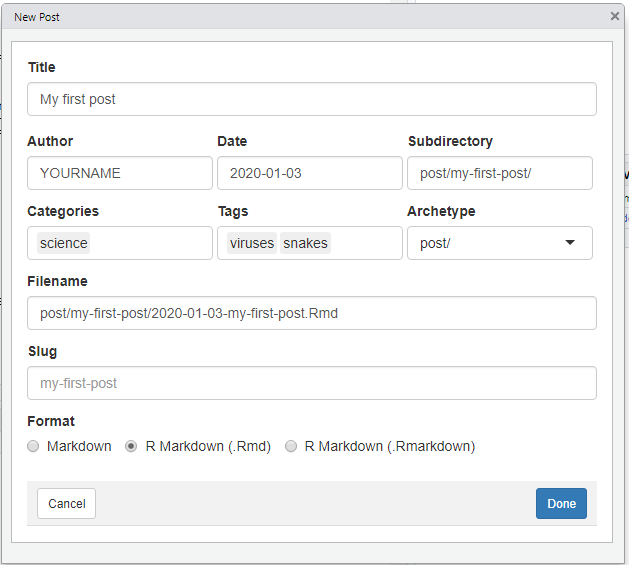 New Post
Title
My first post
Author Date Subdirectory
YOURNAME 2020-01-03 post/my-first-post/
Categories Tags Archetype
science viruses snakes post/
Filename
post/my-first-post/2020-01-03-my-first-post.Rmd
Slug
my-first-post
Format
Markdown R Markdown (.Rmd) R Markdown (.Rmarkdown)
Cancel Done